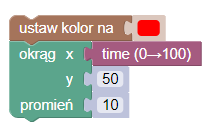 ustaw kolor na
okrąg x time (0→100)
y 50
promień 10